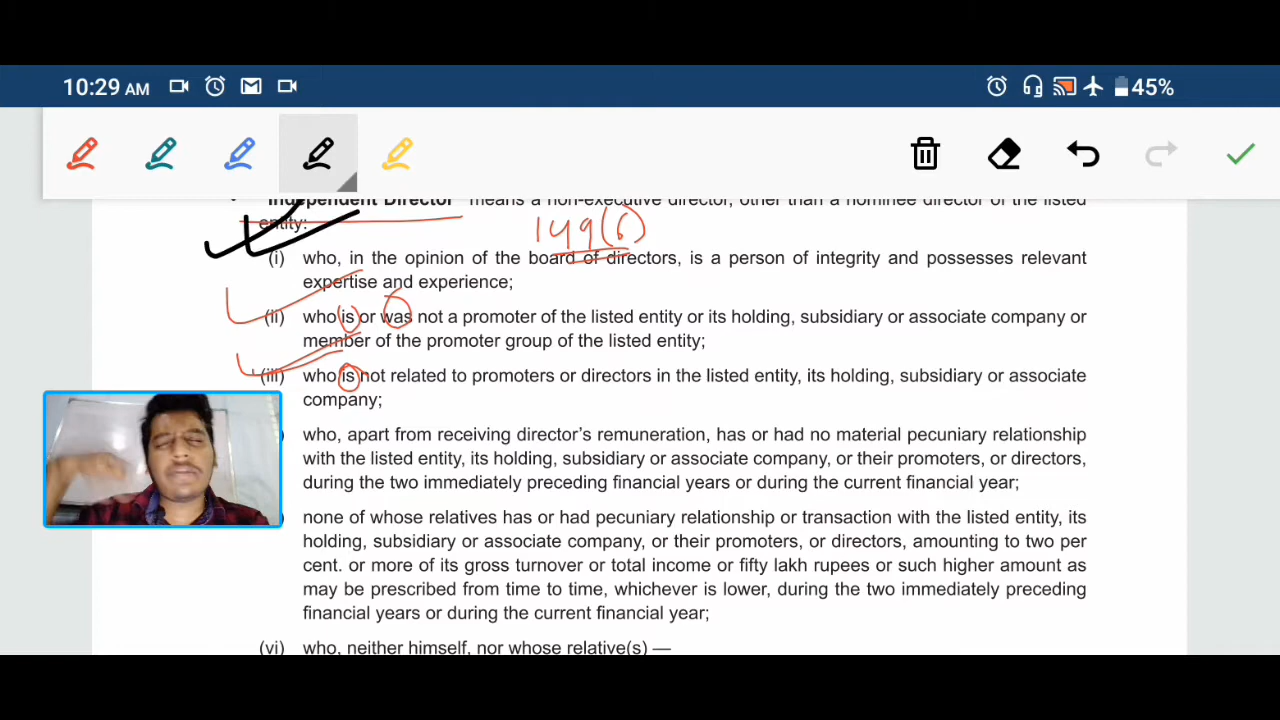 10:29 AM
45%
Independent Director" means a non-executive director, other than a nominee director of the listed
entity:
149(6)
(i) who, in the opinion of the board of directors, is a person of integrity and possesses relevant
expertise and experience;
(ii) who is or was not a promoter of the listed entity or its holding, subsidiary or associate company or
member of the promoter group of the listed entity;
(iii) who is not related to promoters or directors in the listed entity, its holding, subsidiary or associate
company;
who, apart from receiving director's remuneration, has or had no material pecuniary relationship
with the listed entity, its holding, subsidiary or associate company, or their promoters, or directors,
during the two immediately preceding financial years or during the current financial year;
none of whose relatives has or had pecuniary relationship or transaction with the listed entity, its
holding, subsidiary or associate company, or their promoters, or directors, amounting to two per
cent. or more of its gross turnover or total income or fifty lakh rupees or such higher amount as
may be prescribed from time to time, whichever is lower, during the two immediately preceding
financial years or during the current financial year;
(vi) who, neither himself, nor whose relative(s) —